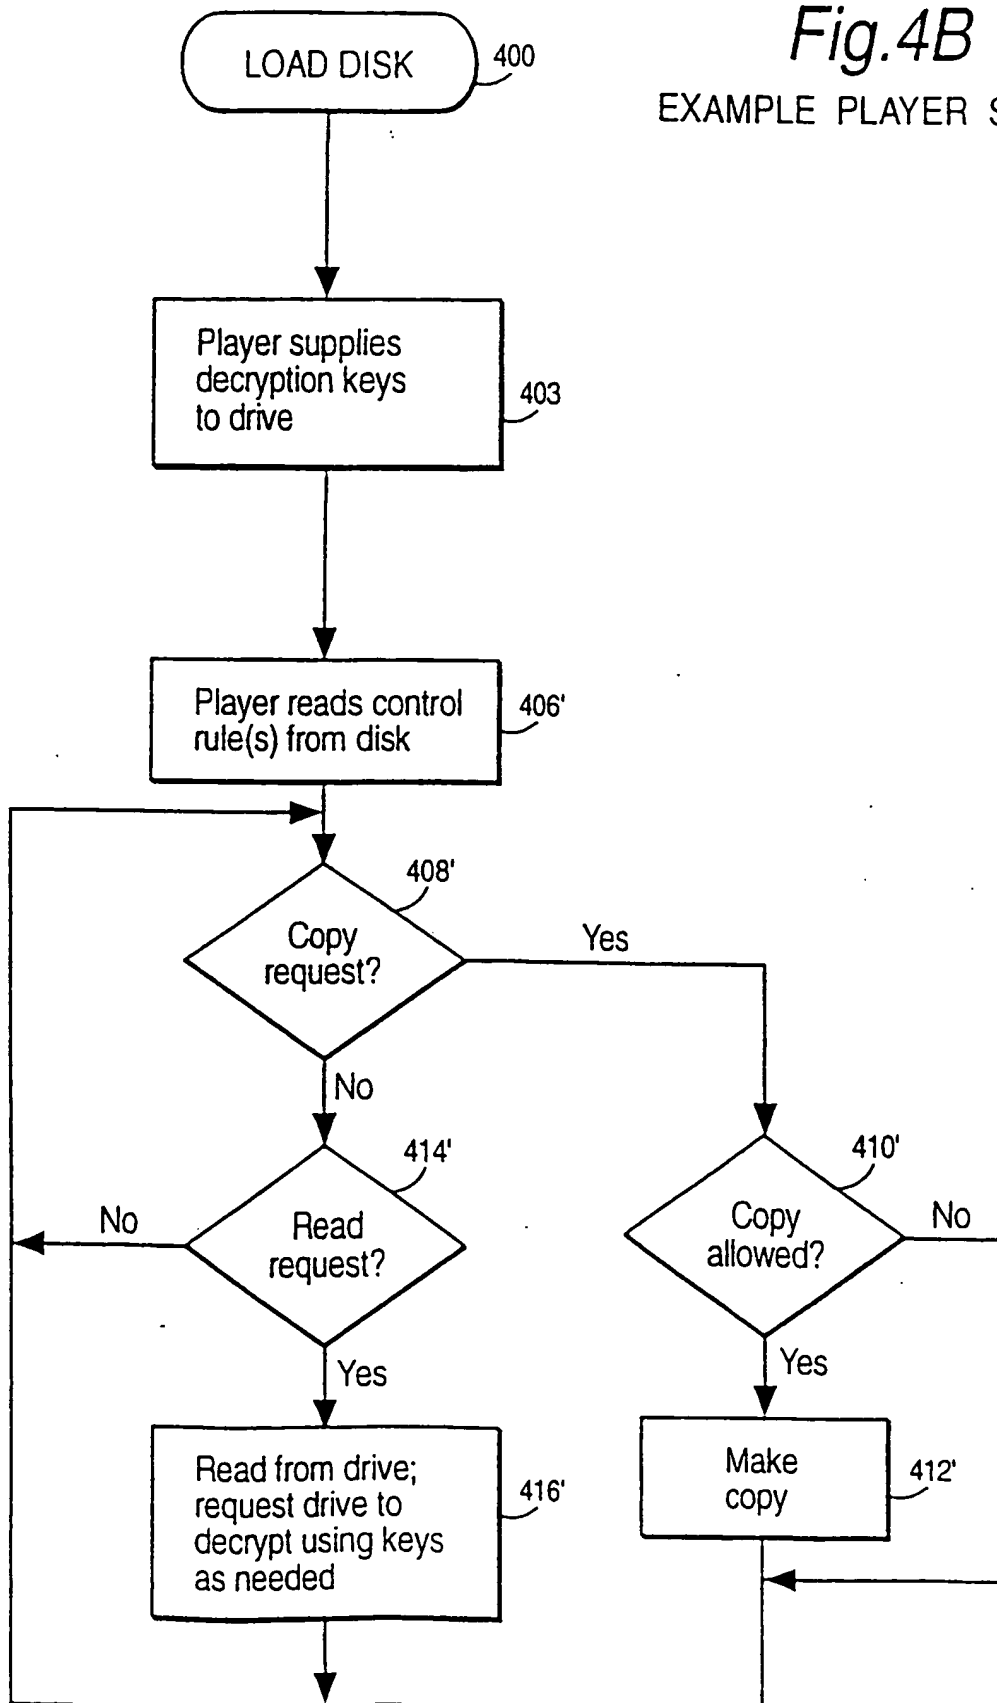 Fig.4B
EXAMPLE PLAYER
LOAD DISK
400
Player supplies
decryption keys
to drive
403
Player reads control
rule(s) from disk
406'
408'
Copy
request?
Yes
No
414'
Read
request?
No
Yes
410'
Copy
allowed?
No
Yes
Read from drive;
request drive to
decrypt using keys
as needed
416'
Make
copy
412'